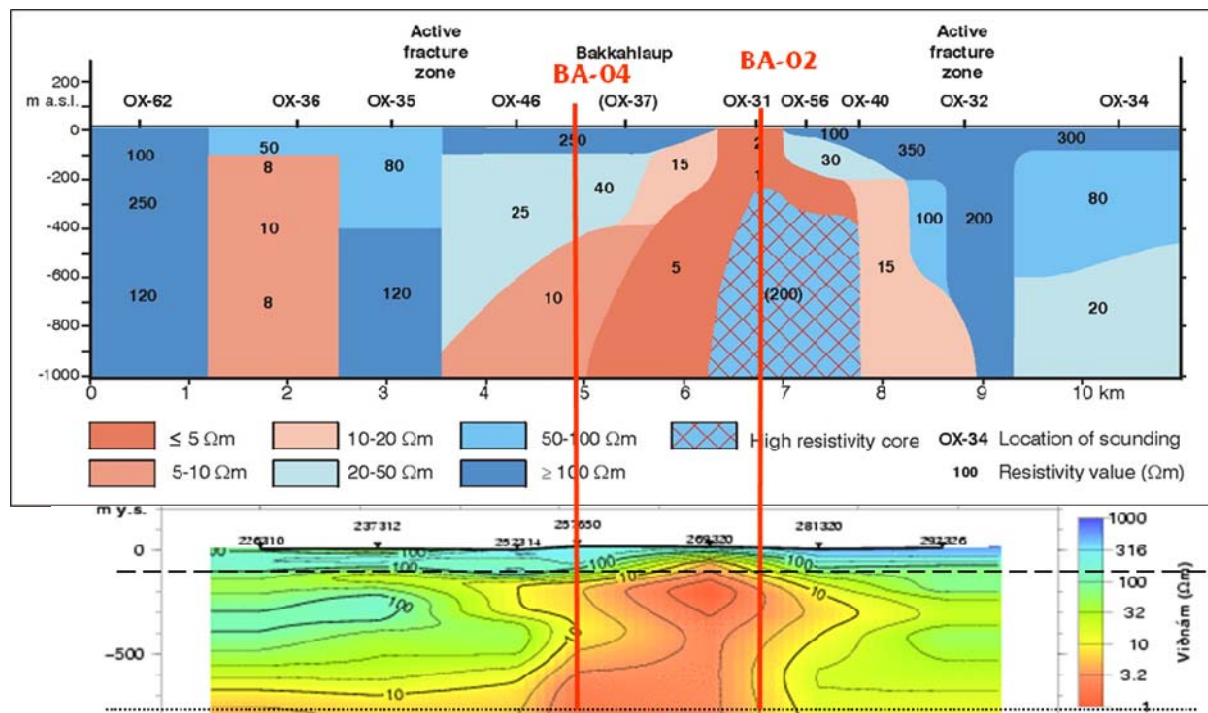 Active fracture zone
Bakkahlaup
Active fracture zone
BA-04
BA-02
200
m a.s.l.
OX-62 OX-36 OX-35 OX-46 (OX-37) OX-31 OX-56 OX-40 OX-32 OX-34
0
-200
-400
-600
-800
-1000
100
250
120
50
8
10
8
80
120
250
25
40
15
10
5
2
1
(200)
100
30
350
100
200
15
300
80
20
0 1 2 3 4 5 6 7 8 9 10 km
≤ 5 Ωm
10-20 Ωm
50-100 Ωm
High resistivity core
OX-34 Location of sounding
5-10 Ωm
20-50 Ωm
≥ 100 Ωm
100 Resistivity value (Ωm)
m y.s.
226310 237312 252314 257650 269320 281320 292326
0
-500
100
100
100
10
10
100
10
10
1000
316
100
32
10
3.2
1
Viðnám (Ωm)